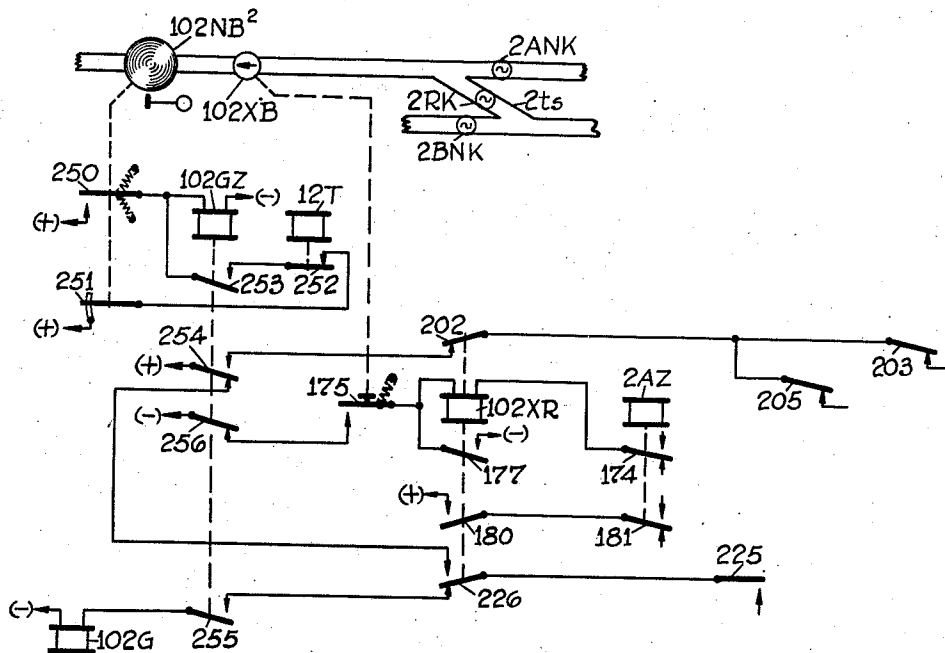 102NB²
2ANK
102XB
2RK
2ts
2BNK
250
102GZ
(-)
12T
(+)
253
252
251
(+)
202
254
(+)
203
2AZ
205
175
102XR
(-)
256
(-)
177
174
(+)
180
181
225
226
(-)
102G
255